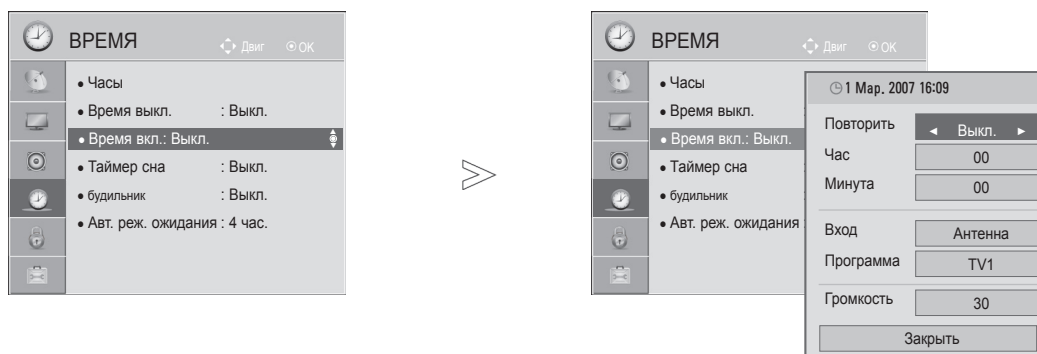 ВРЕМЯ
Двиг ОК
• Часы
• Время выкл. : Выкл.
• Время вкл.: Выкл.
• Таймер сна : Выкл.
• будильник : Выкл.
• Авт. реж. ожидания : 4 час.
ВРЕМЯ
Двиг ОК
• Часы
• Время выкл. :
• Время вкл.: Выкл.
• Таймер сна :
• будильник :
• Авт. реж. ожидания :
1 Мар. 2007 16:09
Повторить ◄ Выкл. ►
Час 00
Минута 00
Вход Антенна
Программа TV1
Громкость 30
Закрыть